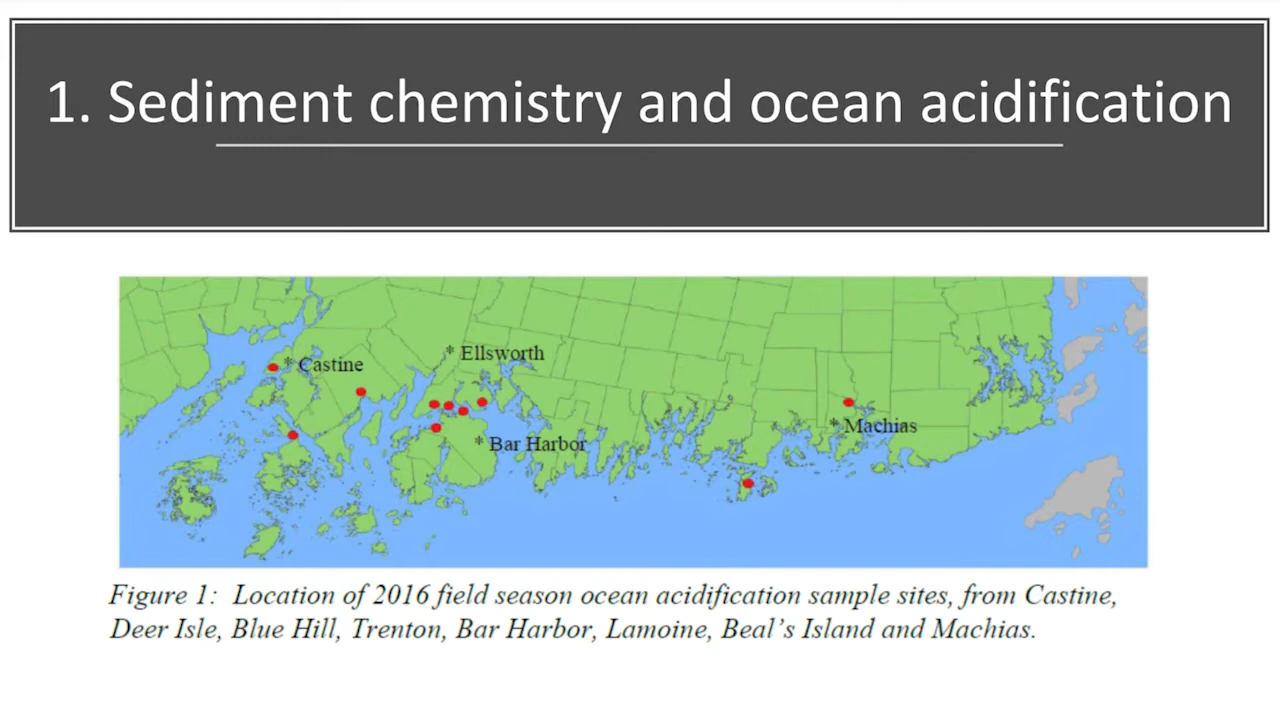 1. Sediment chemistry and ocean acidification
* Ellsworth
* Castine
* Machias
* Bar Harbor
Figure 1:  Location of 2016 field season ocean acidification sample sites, from Castine,
Deer Isle, Blue Hill, Trenton, Bar Harbor, Lamoine, Beal’s Island and Machias.